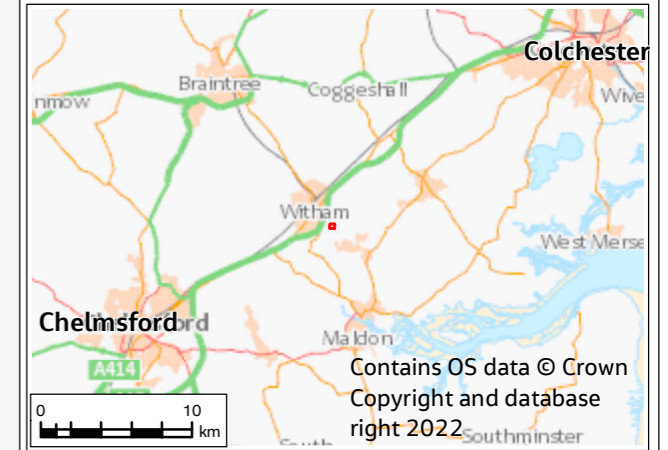 Colchester
Braintree
Coggeshall
nmow
Wive
Witham
West Merse
Chelmsford
Maldon
A414
Contains OS data © Crown
Copyright and database
right 2022
Southminster
0 10
km